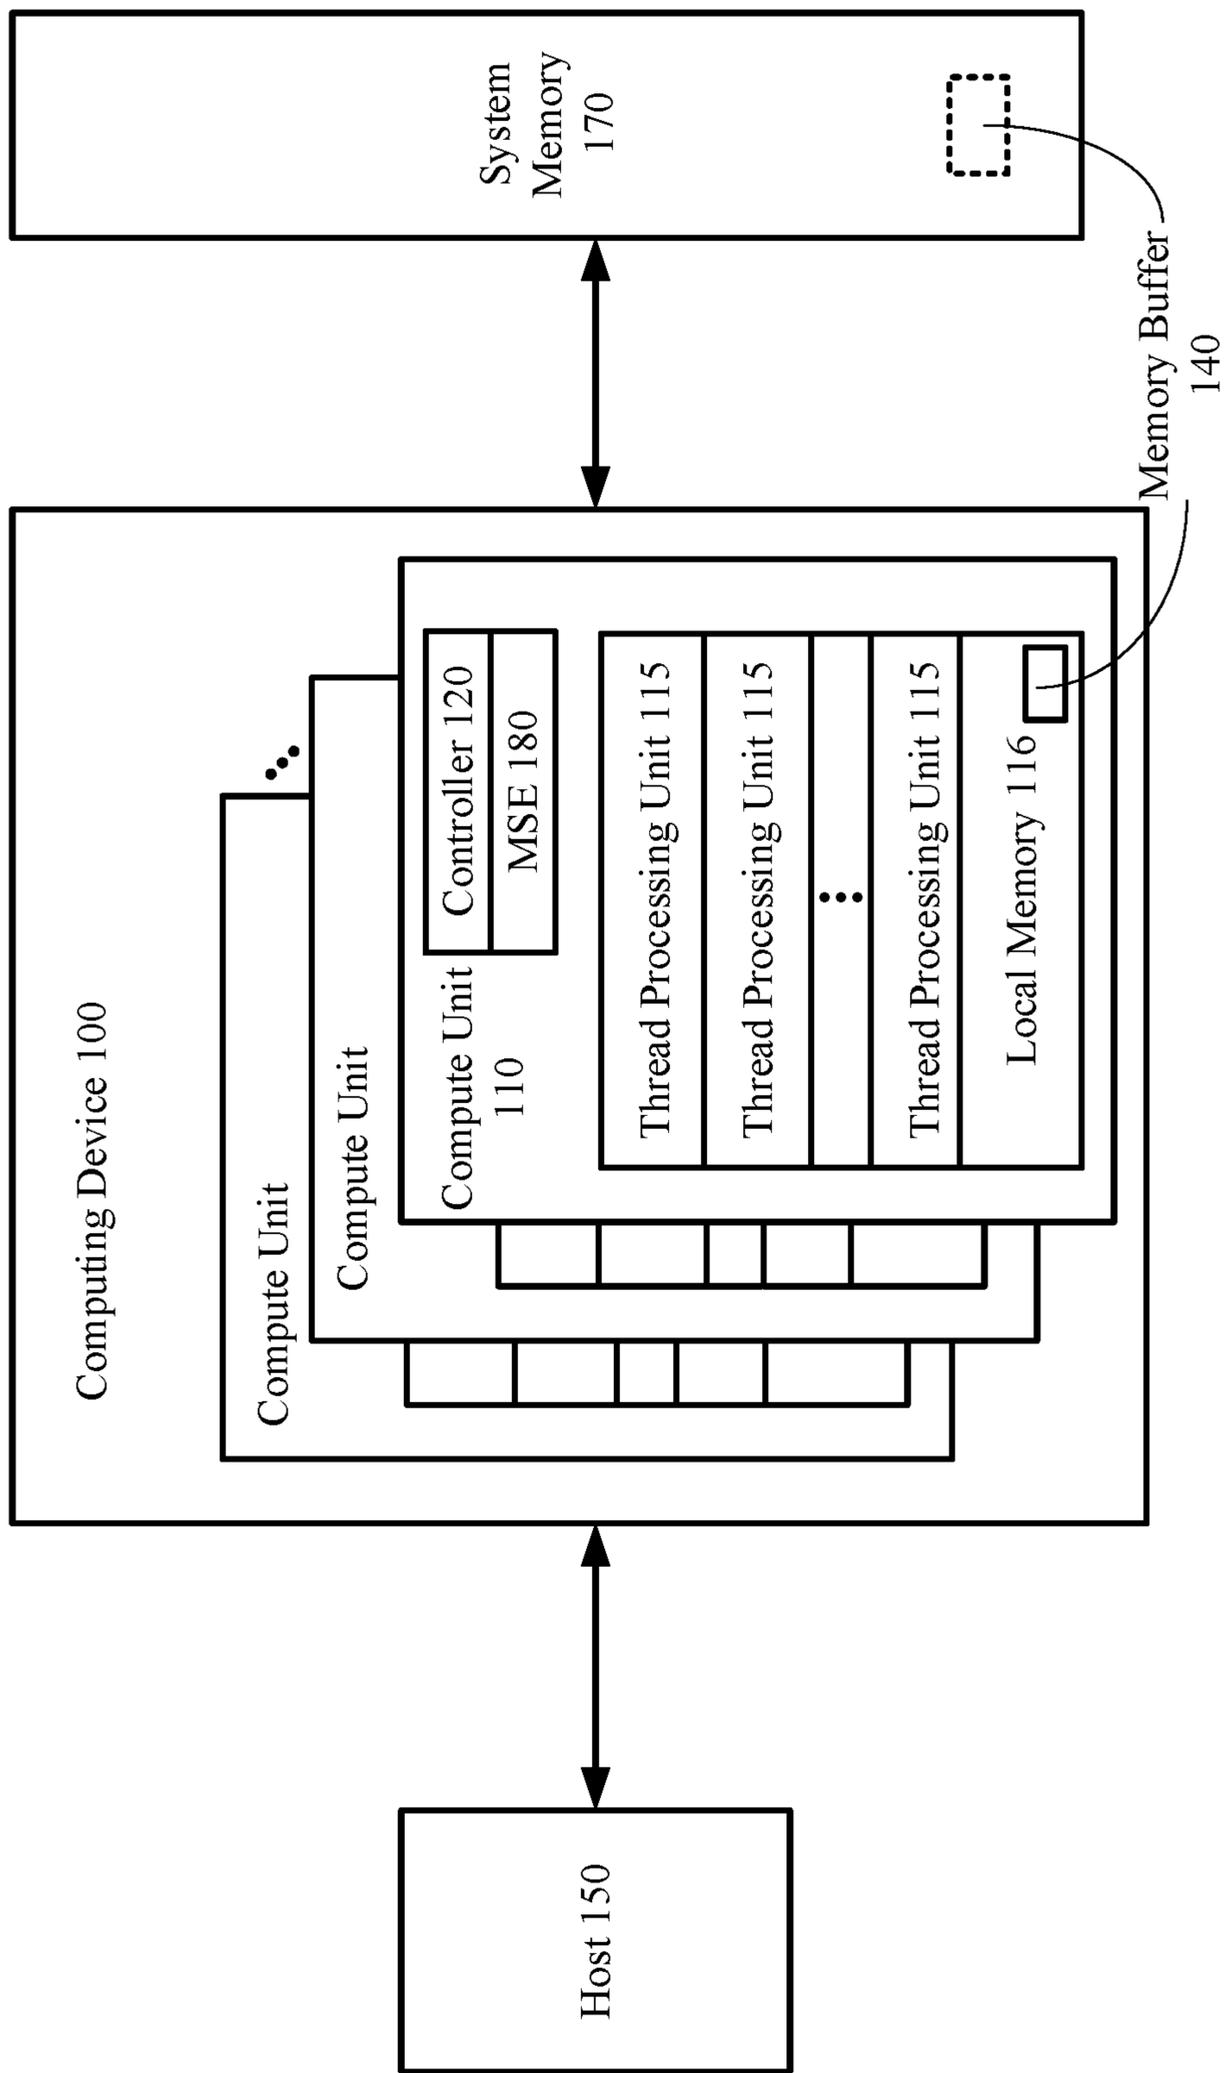 Computing Device 100
Compute Unit
Compute Unit
Compute Unit
110
Controller 120
MSE 180
Thread Processing Unit 115
Thread Processing Unit 115
Thread Processing Unit 115
Local Memory 116
Host 150
System
Memory
170
Memory Buffer
140